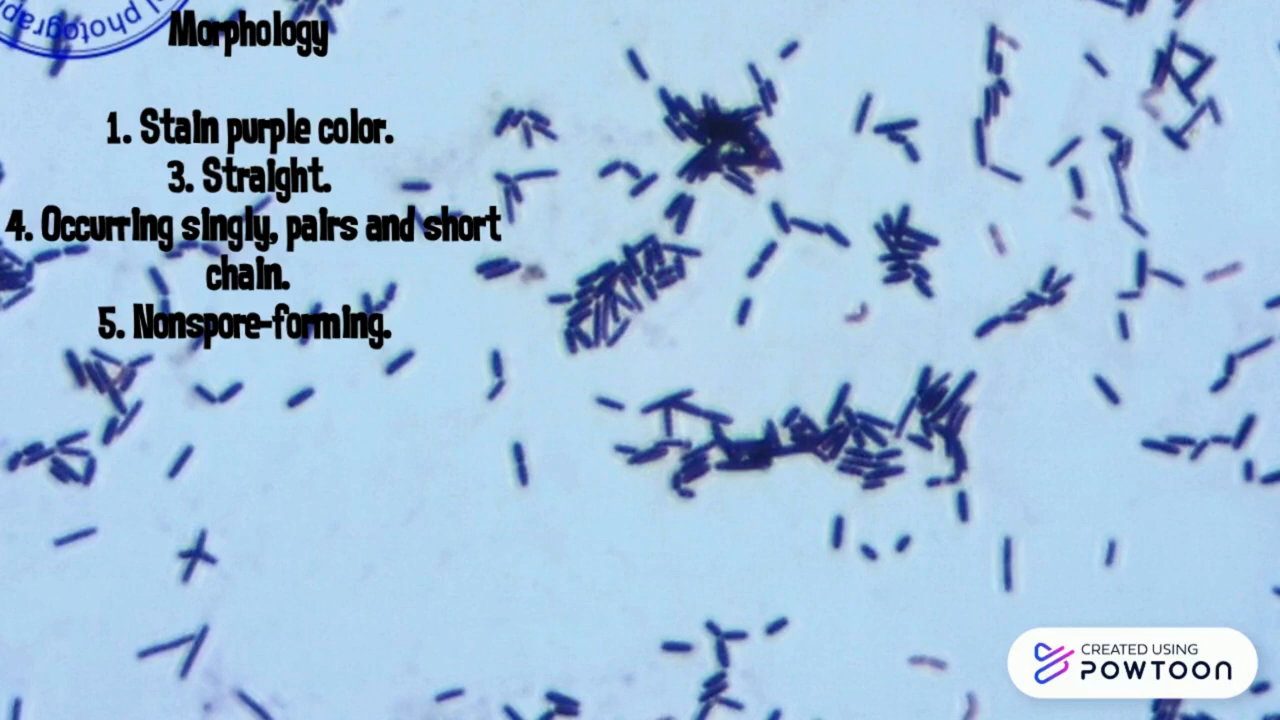 l photograp
Morphology
1. Stain purple color.
3. Straight.
4. Occurring singly, pairs and short
chain.
5. Nonspore-forming.
CREATED USING
POWTOON